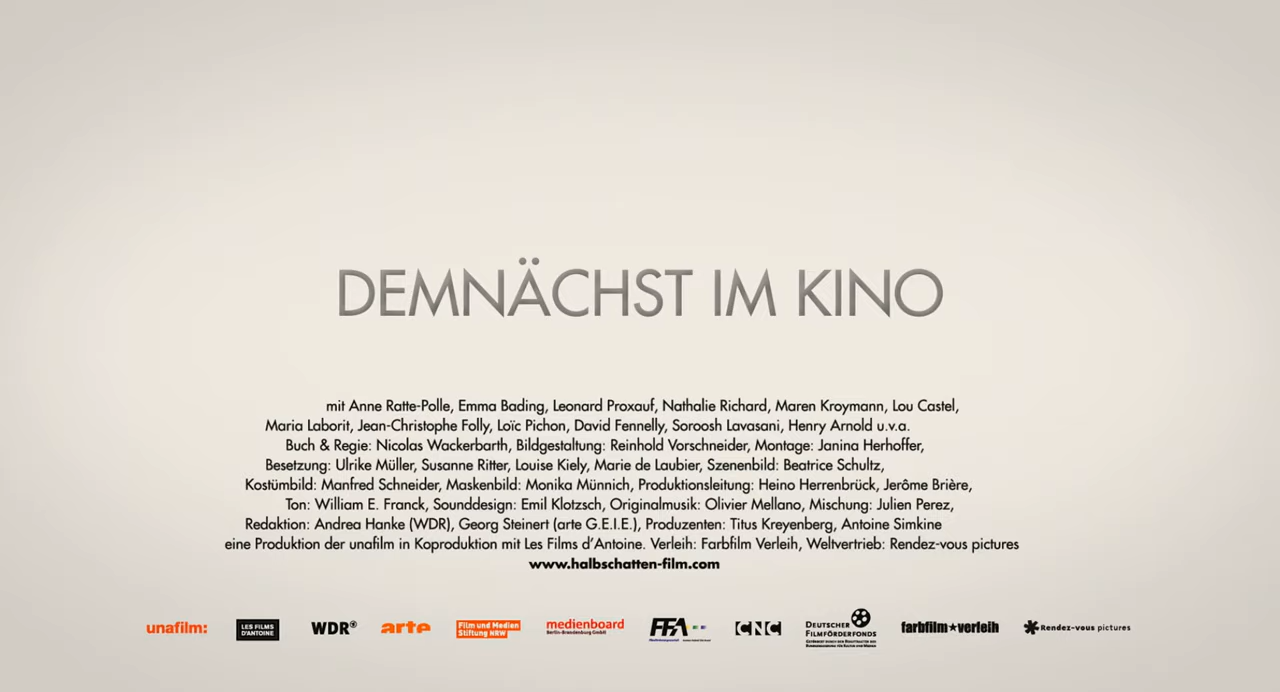 DEMNÄCHST IM KINO
mit Anne Ratte-Polle, Emma Bading, Leonard Proxauf, Nathalie Richard, Maren Kroymann, Lou Castel,
Maria Laborit, Jean-Christophe Folly, Loïc Pichon, David Fennelly, Soroosh Lavasani, Henry Arnold u.v.a.
Buch & Regie: Nicolas Wackerbarth, Bildgestaltung: Reinhold Vorschneider, Montage: Janina Herhoffer,
Besetzung: Ulrike Müller, Susanne Ritter, Louise Kiely, Marie de Laubier, Szenenbild: Beatrice Schultz,
Kostümbild: Manfred Schneider, Maskenbild: Monika Münnich, Produktionsleitung: Heino Herrenbrück, Jerôme Brière,
Ton: William E. Franck, Sounddesign: Emil Klotzsch, Originalmusik: Olivier Mellano, Mischung: Julien Perez,
Redaktion: Andrea Hanke (WDR), Georg Steinert (arte G.E.I.E.), Produzenten: Titus Kreyenberg, Antoine Simkine
eine Produktion der unafilm in Koproduktion mit Les Films d'Antoine. Verleih: Farbfilm Verleih, Weltvertrieb: Rendez-vous pictures
www.halbschatten-film.com
unafilm:
LES FILMS
D'ANTOINE
WDR
arte
Film und Medien
Stiftung NRW
medienboard
Berlin-Brandenburg GmbH
FFA
CNC
DEUTSCHER
FILMFÖRDERFONDS
farbfilm★verleih
Rendez-vous pictures